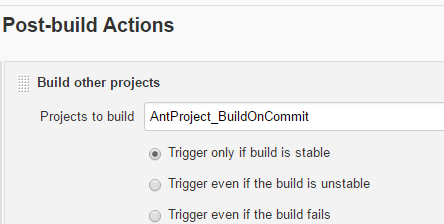 Post-build Actions
Build other projects
Projects to build AntProject_BuildOnCommit
Trigger only if build is stable
Trigger even if the build is unstable
Trigger even if the build fails